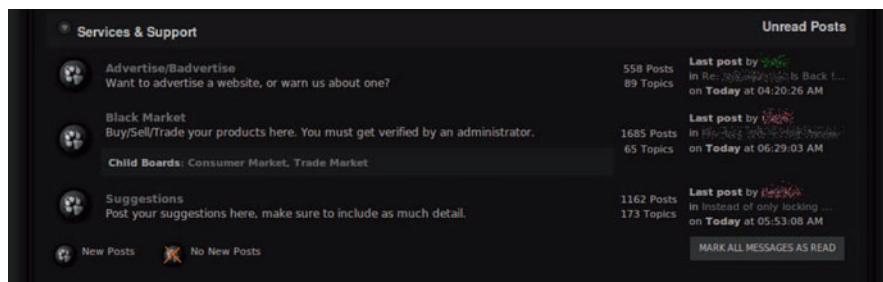 Services & Support
Unread Posts
Advertise/Badvertise
Want to advertise a website, or warn us about one?
558 Posts
89 Topics
Last post by
in Re: Is Back !...
on Today at 04:20:26 AM
Black Market
Buy/Sell/Trade your products here. You must get verified by an administrator.
Child Boards: Consumer Market, Trade Market
1685 Posts
65 Topics
Last post by
in
on Today at 06:29:03 AM
Suggestions
Post your suggestions here, make sure to include as much detail.
1162 Posts
173 Topics
Last post by
in Instead of only locking ...
on Today at 05:53:08 AM
New Posts
No New Posts
MARK ALL MESSAGES AS READ